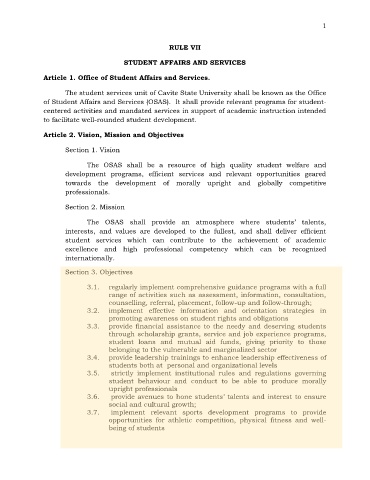 1
RULE VII
STUDENT AFFAIRS AND SERVICES
Article 1. Office of Student Affairs and Services.
The student services unit of Cavite State University shall be known as the Office
of Student Affairs and Services (OSAS). It shall provide relevant programs for student-
centered activities and mandated services in support of academic instruction intended
to facilitate well-rounded student development.
Article 2. Vision, Mission and Objectives
Section 1. Vision
The OSAS shall be a resource of high quality student welfare and
development programs, efficient services and relevant opportunities geared
towards the development of morally upright and globally competitive
professionals.
Section 2. Mission
The OSAS shall provide an atmosphere where students' talents,
interests, and values are developed to the fullest, and shall deliver efficient
student services which can contribute to the achievement of academic
excellence and high professional competency which can be recognized
internationally.
Section 3. Objectives
3.1. regularly implement comprehensive guidance programs with a full
range of activities such as assessment, information, consultation,
counselling, referral, placement, follow-up and follow-through;
3.2. implement effective information and orientation strategies in
promoting awareness on student rights and obligations
3.3. provide financial assistance to the needy and deserving students
through scholarship grants, service and job experience programs,
student loans and mutual aid funds, giving priority to those
belonging to the vulnerable and marginalized sector
3.4. provide leadership trainings to enhance leadership effectiveness of
students both at personal and organizational levels
3.5. strictly implement institutional rules and regulations governing
student behaviour and conduct to be able to produce morally
upright professionals
3.6. provide avenues to hone students' talents and interest to ensure
social and cultural growth;
3.7. implement relevant sports development programs to provide
opportunities for athletic competition, physical fitness and well-
being of students